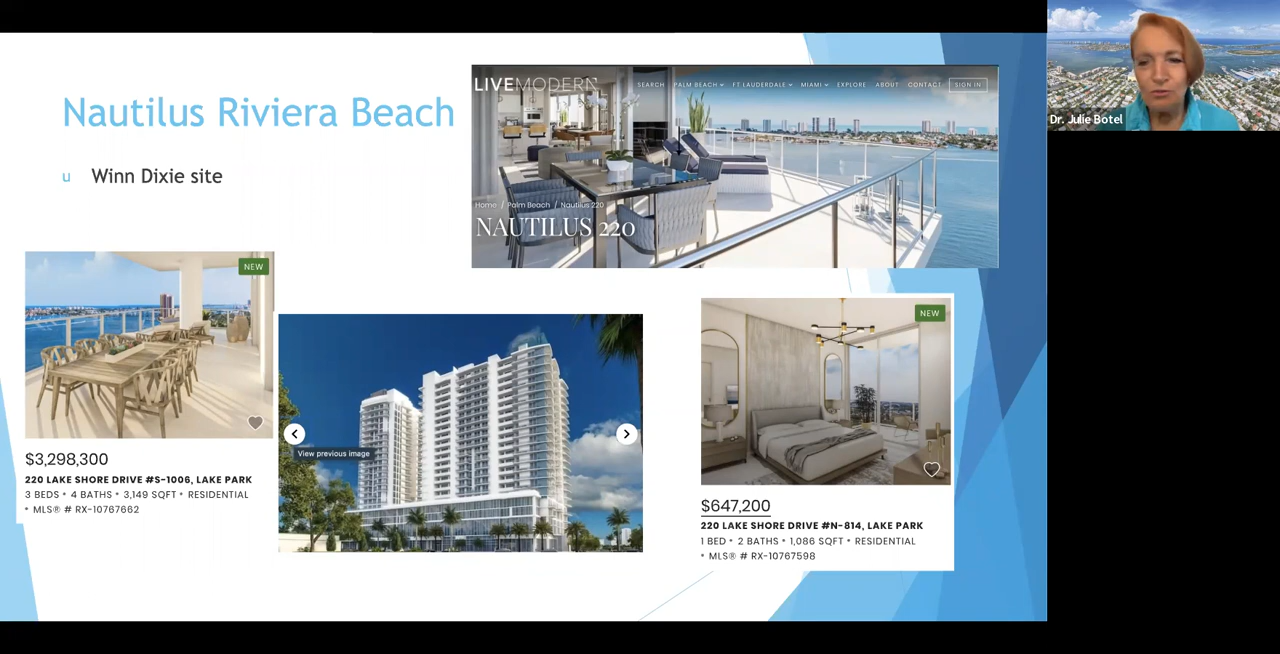 Nautilus Riviera Beach
u Winn Dixie site
LIVEMODERN
SEARCH PALM BEACH FT LAUDERDALE MIAMI EXPLORE ABOUT CONTACT SIGN IN
Home / Palm Beach / Nautilus 220
NAUTILUS 220
NEW
$3,298,300
220 LAKE SHORE DRIVE #S-1006, LAKE PARK
3 BEDS • 4 BATHS • 3,149 SQFT • RESIDENTIAL
• MLS® # RX-10767662
View previous image
NEW
$647,200
220 LAKE SHORE DRIVE #N-814, LAKE PARK
1 BED • 2 BATHS • 1,086 SQFT • RESIDENTIAL
• MLS® # RX-10767598
Dr. Julie Botel